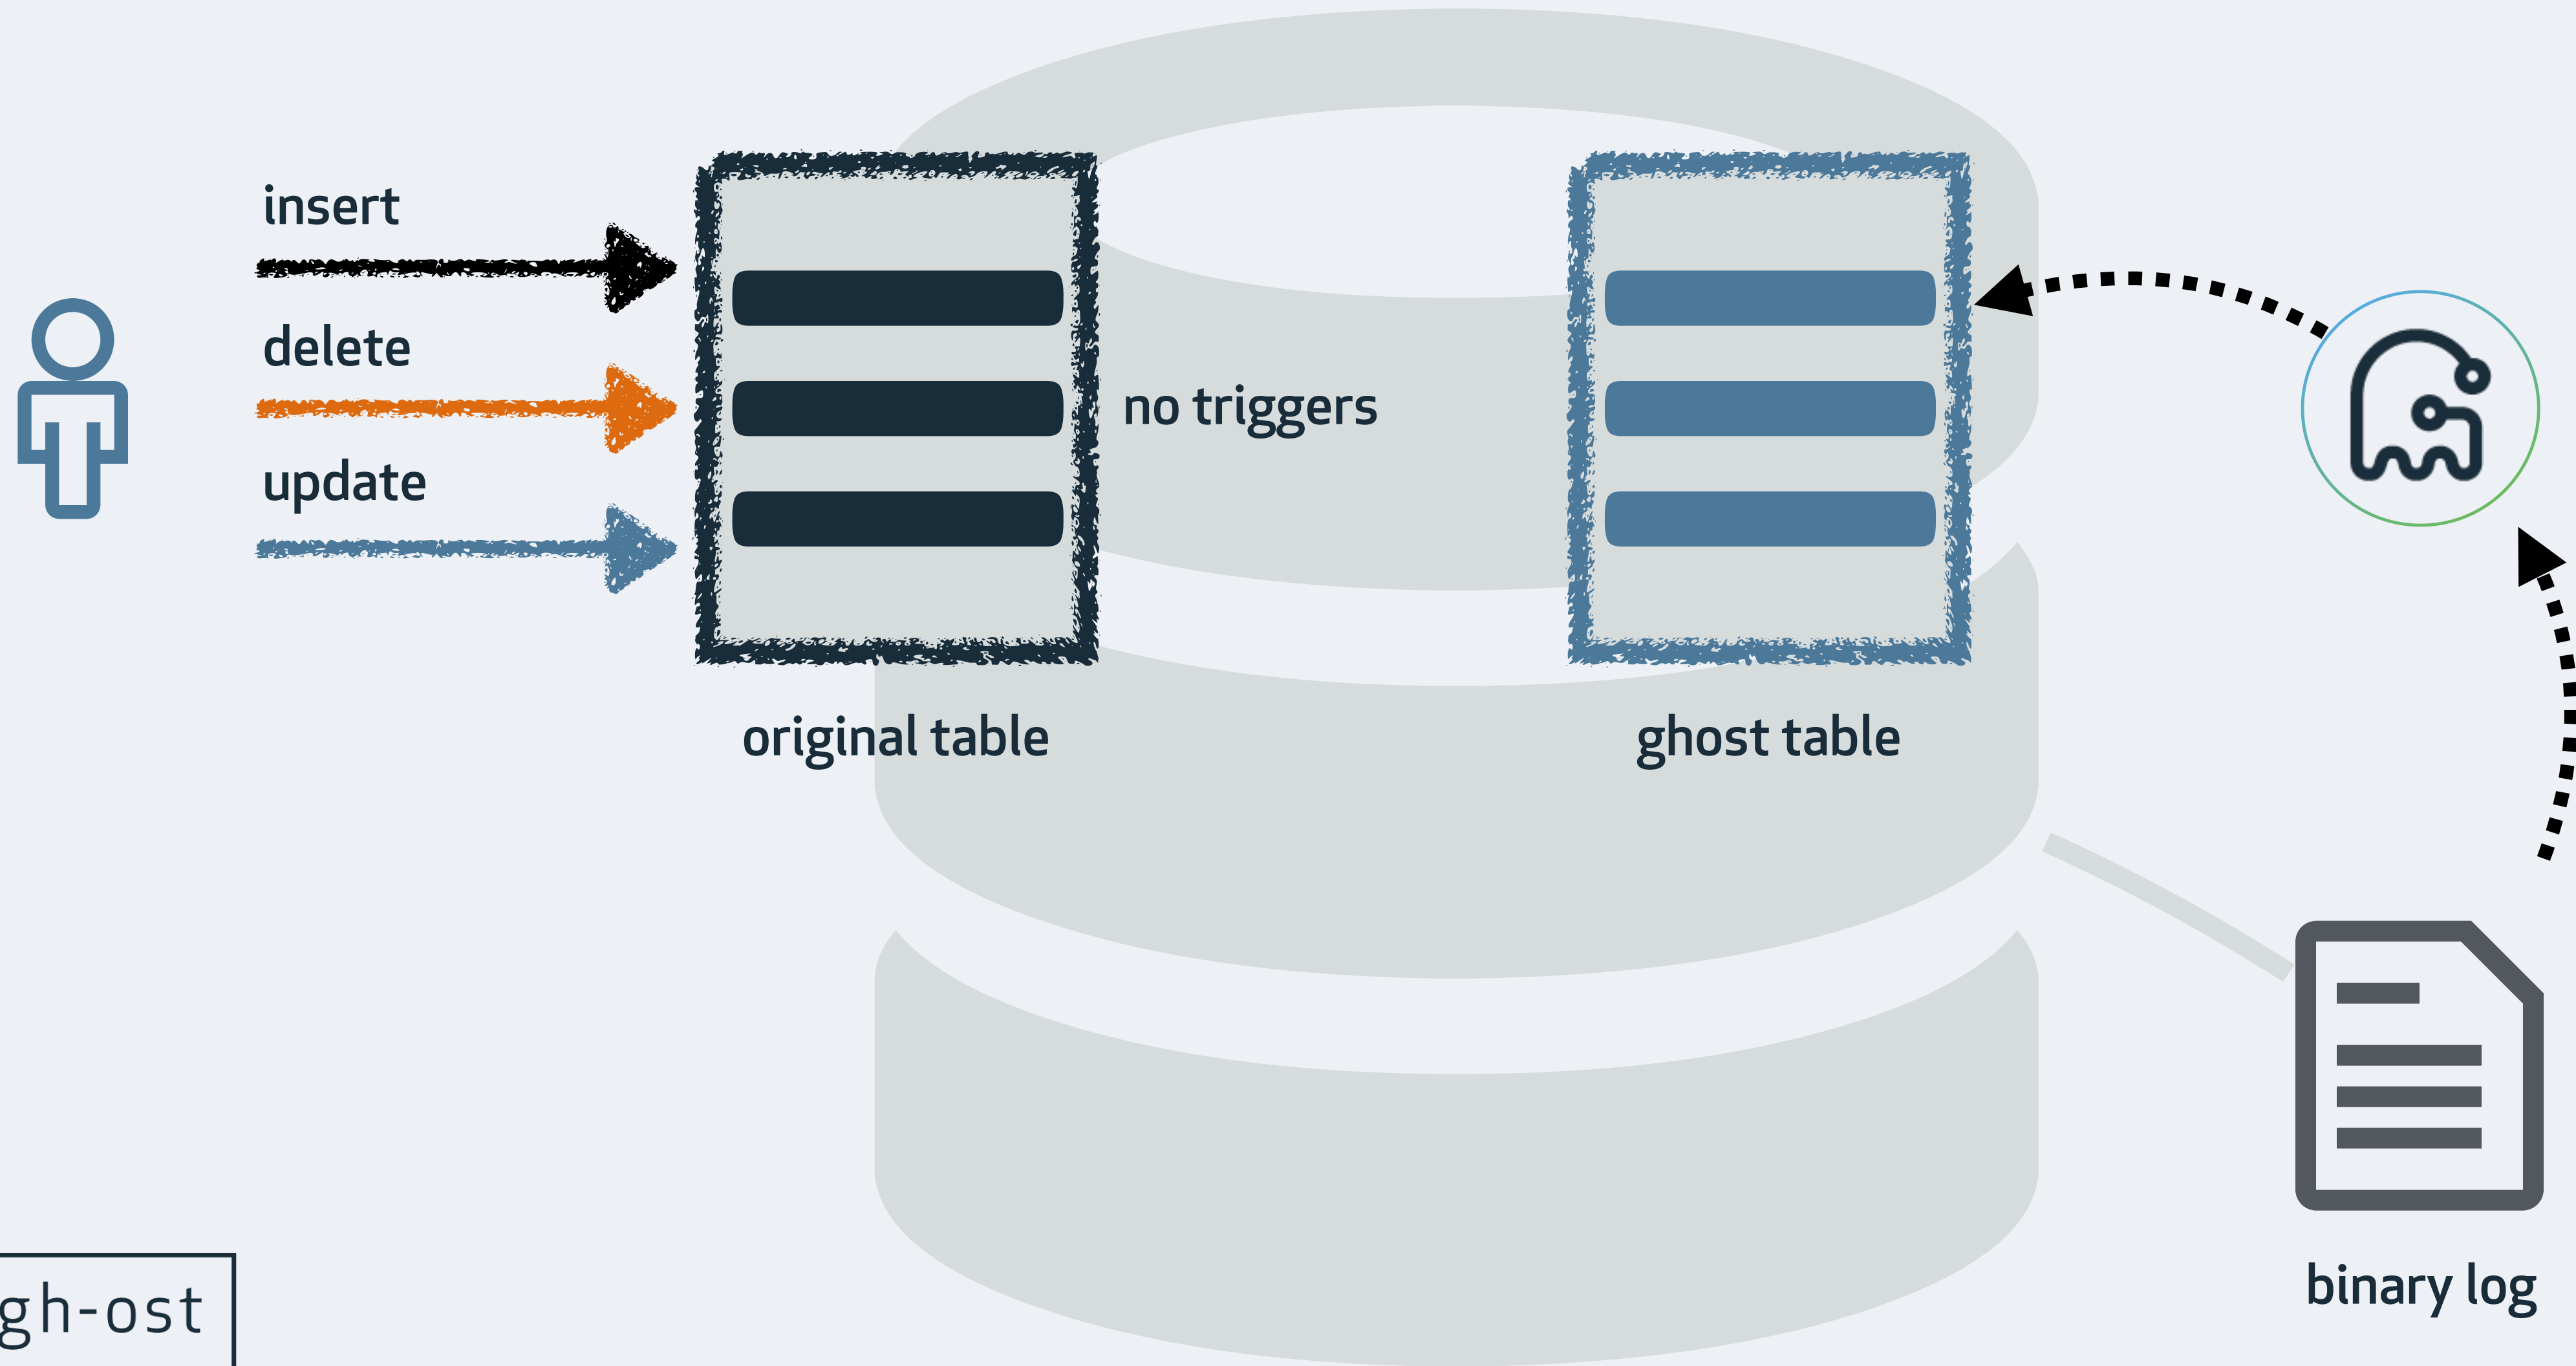 insert
delete
update
no triggers
original table
ghost table
binary log
gh-ost